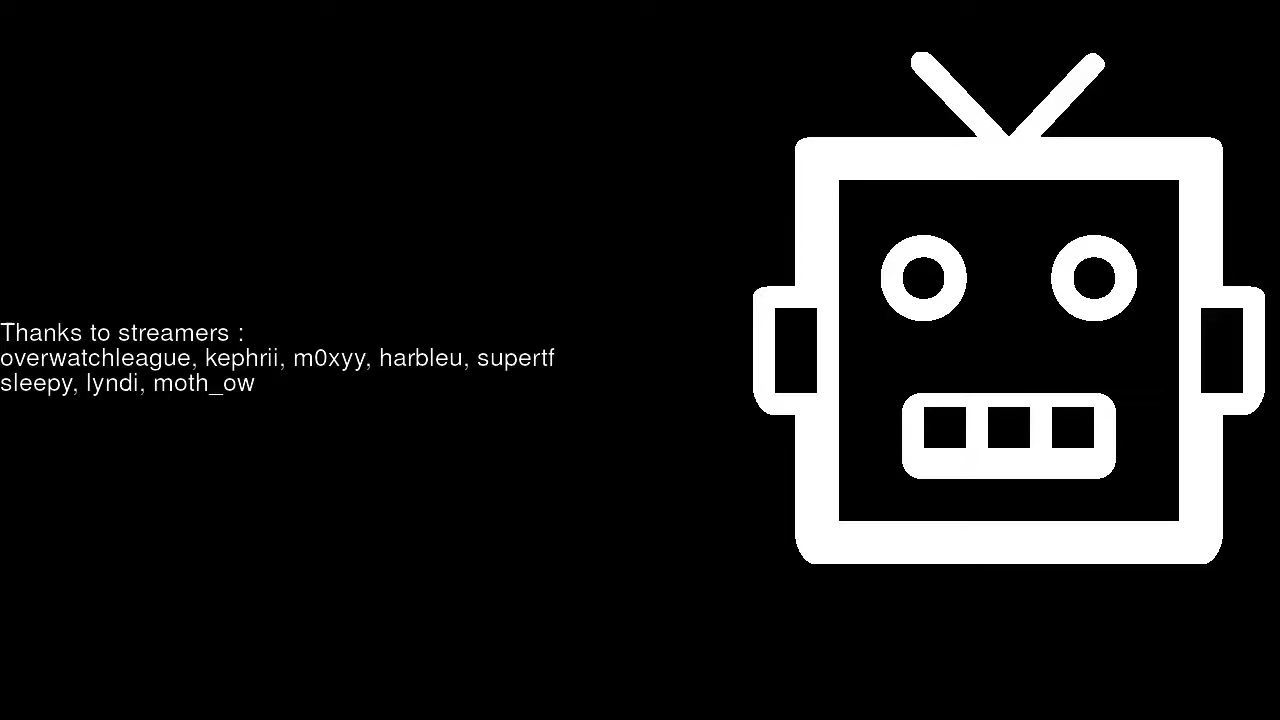 Thanks to streamers :
overwatchleague, kephrii, m0xyy, harbleu, supertf
sleepy, lyndi, moth_ow